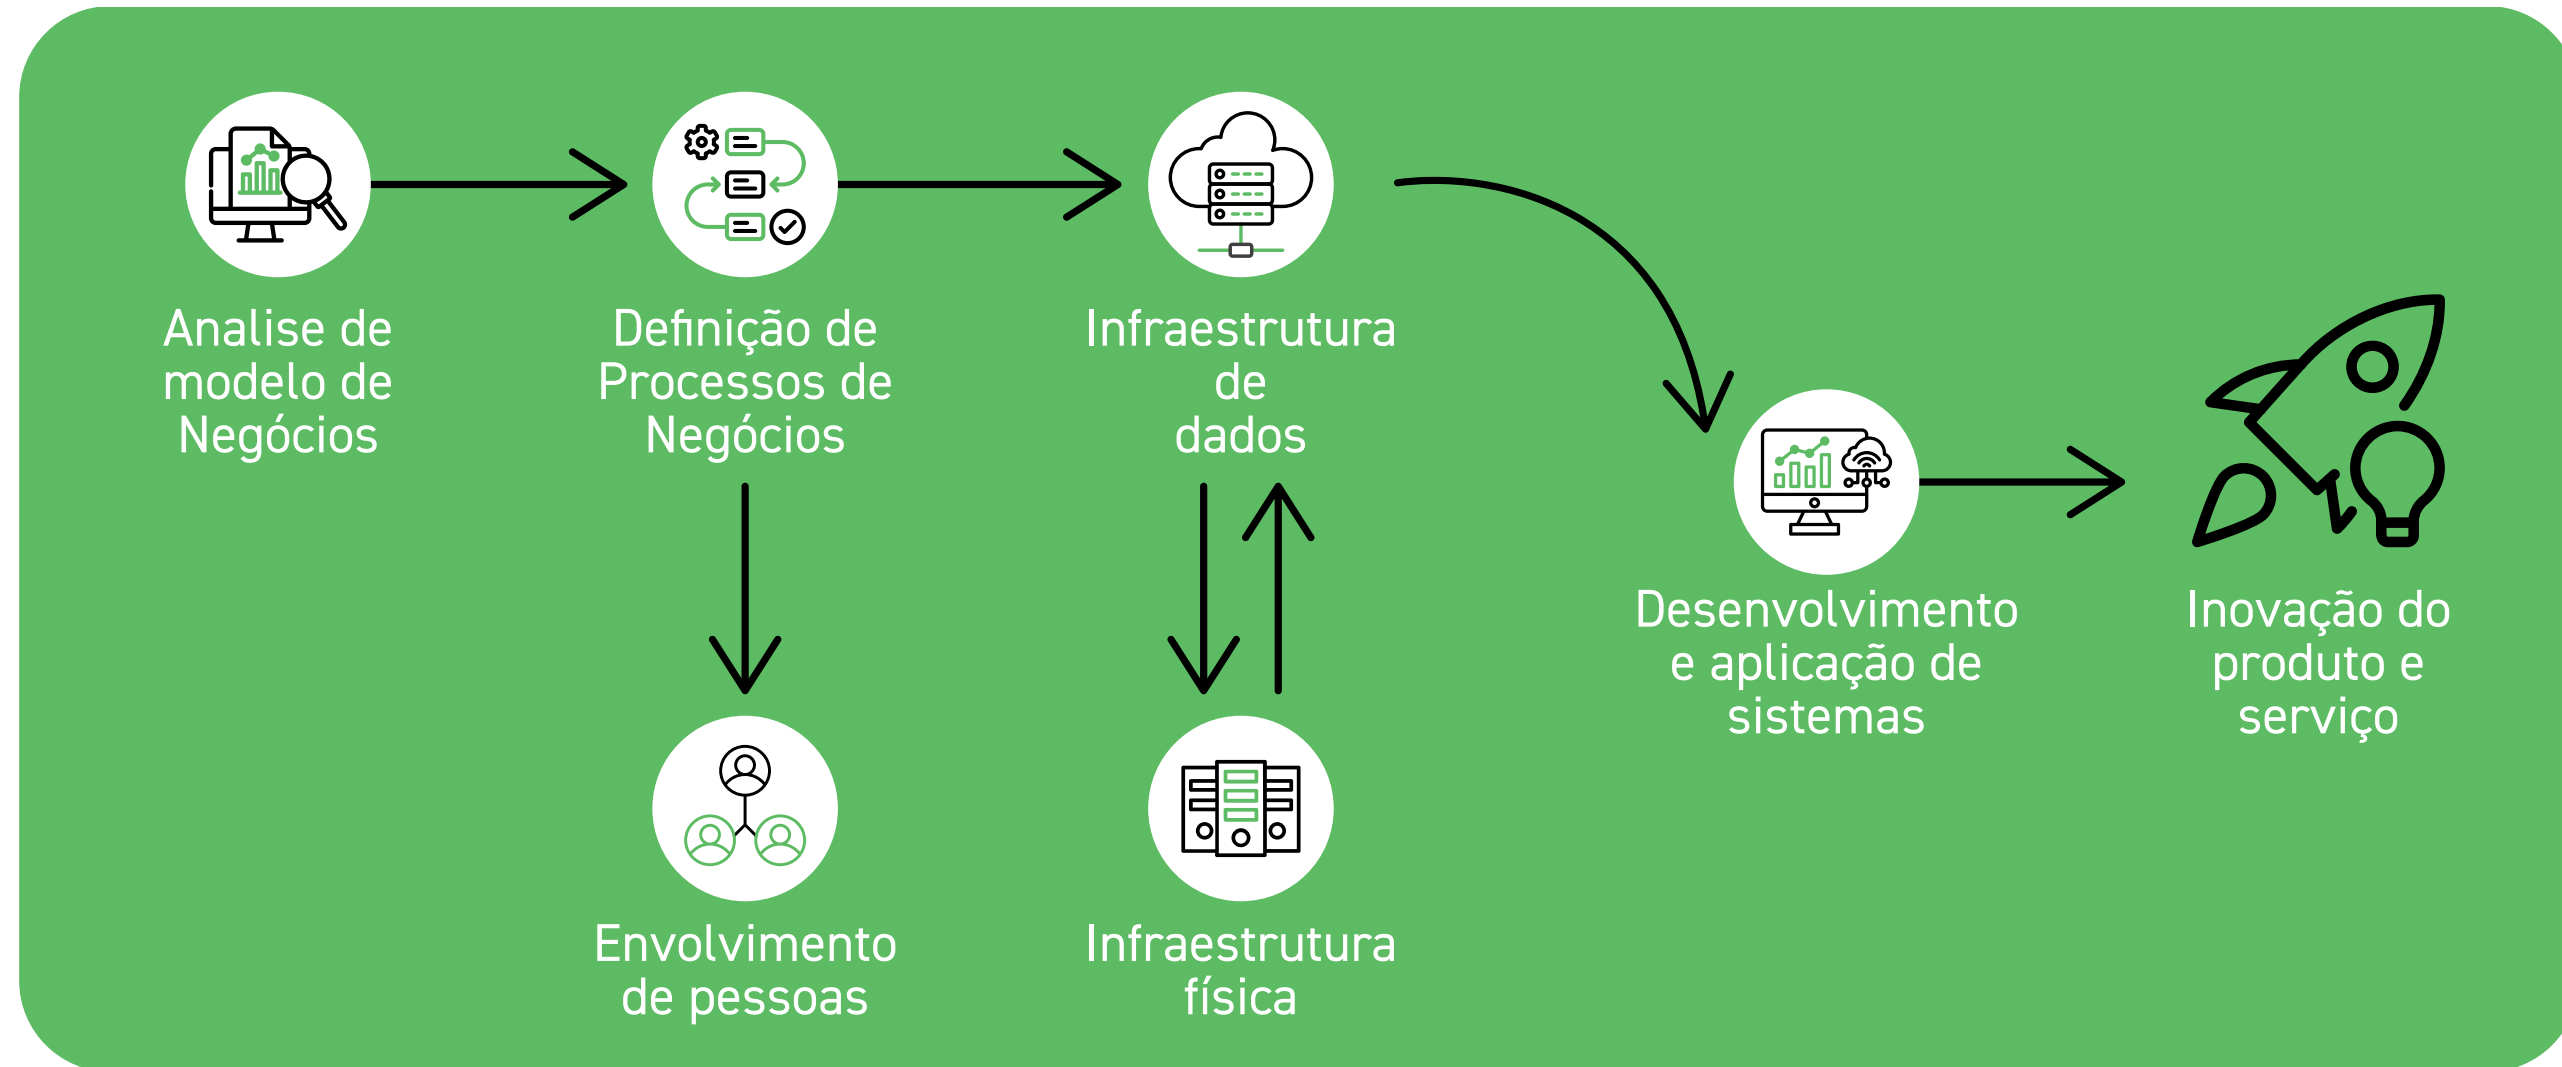 Analise de
modelo de
Negócios
Definição de
Processos de
Negócios
Infraestrutura
de
dados
Desenvolvimento
e aplicação de
sistemas
Inovação do
produto e
serviço
Envolvimento
de pessoas
Infraestrutura
física